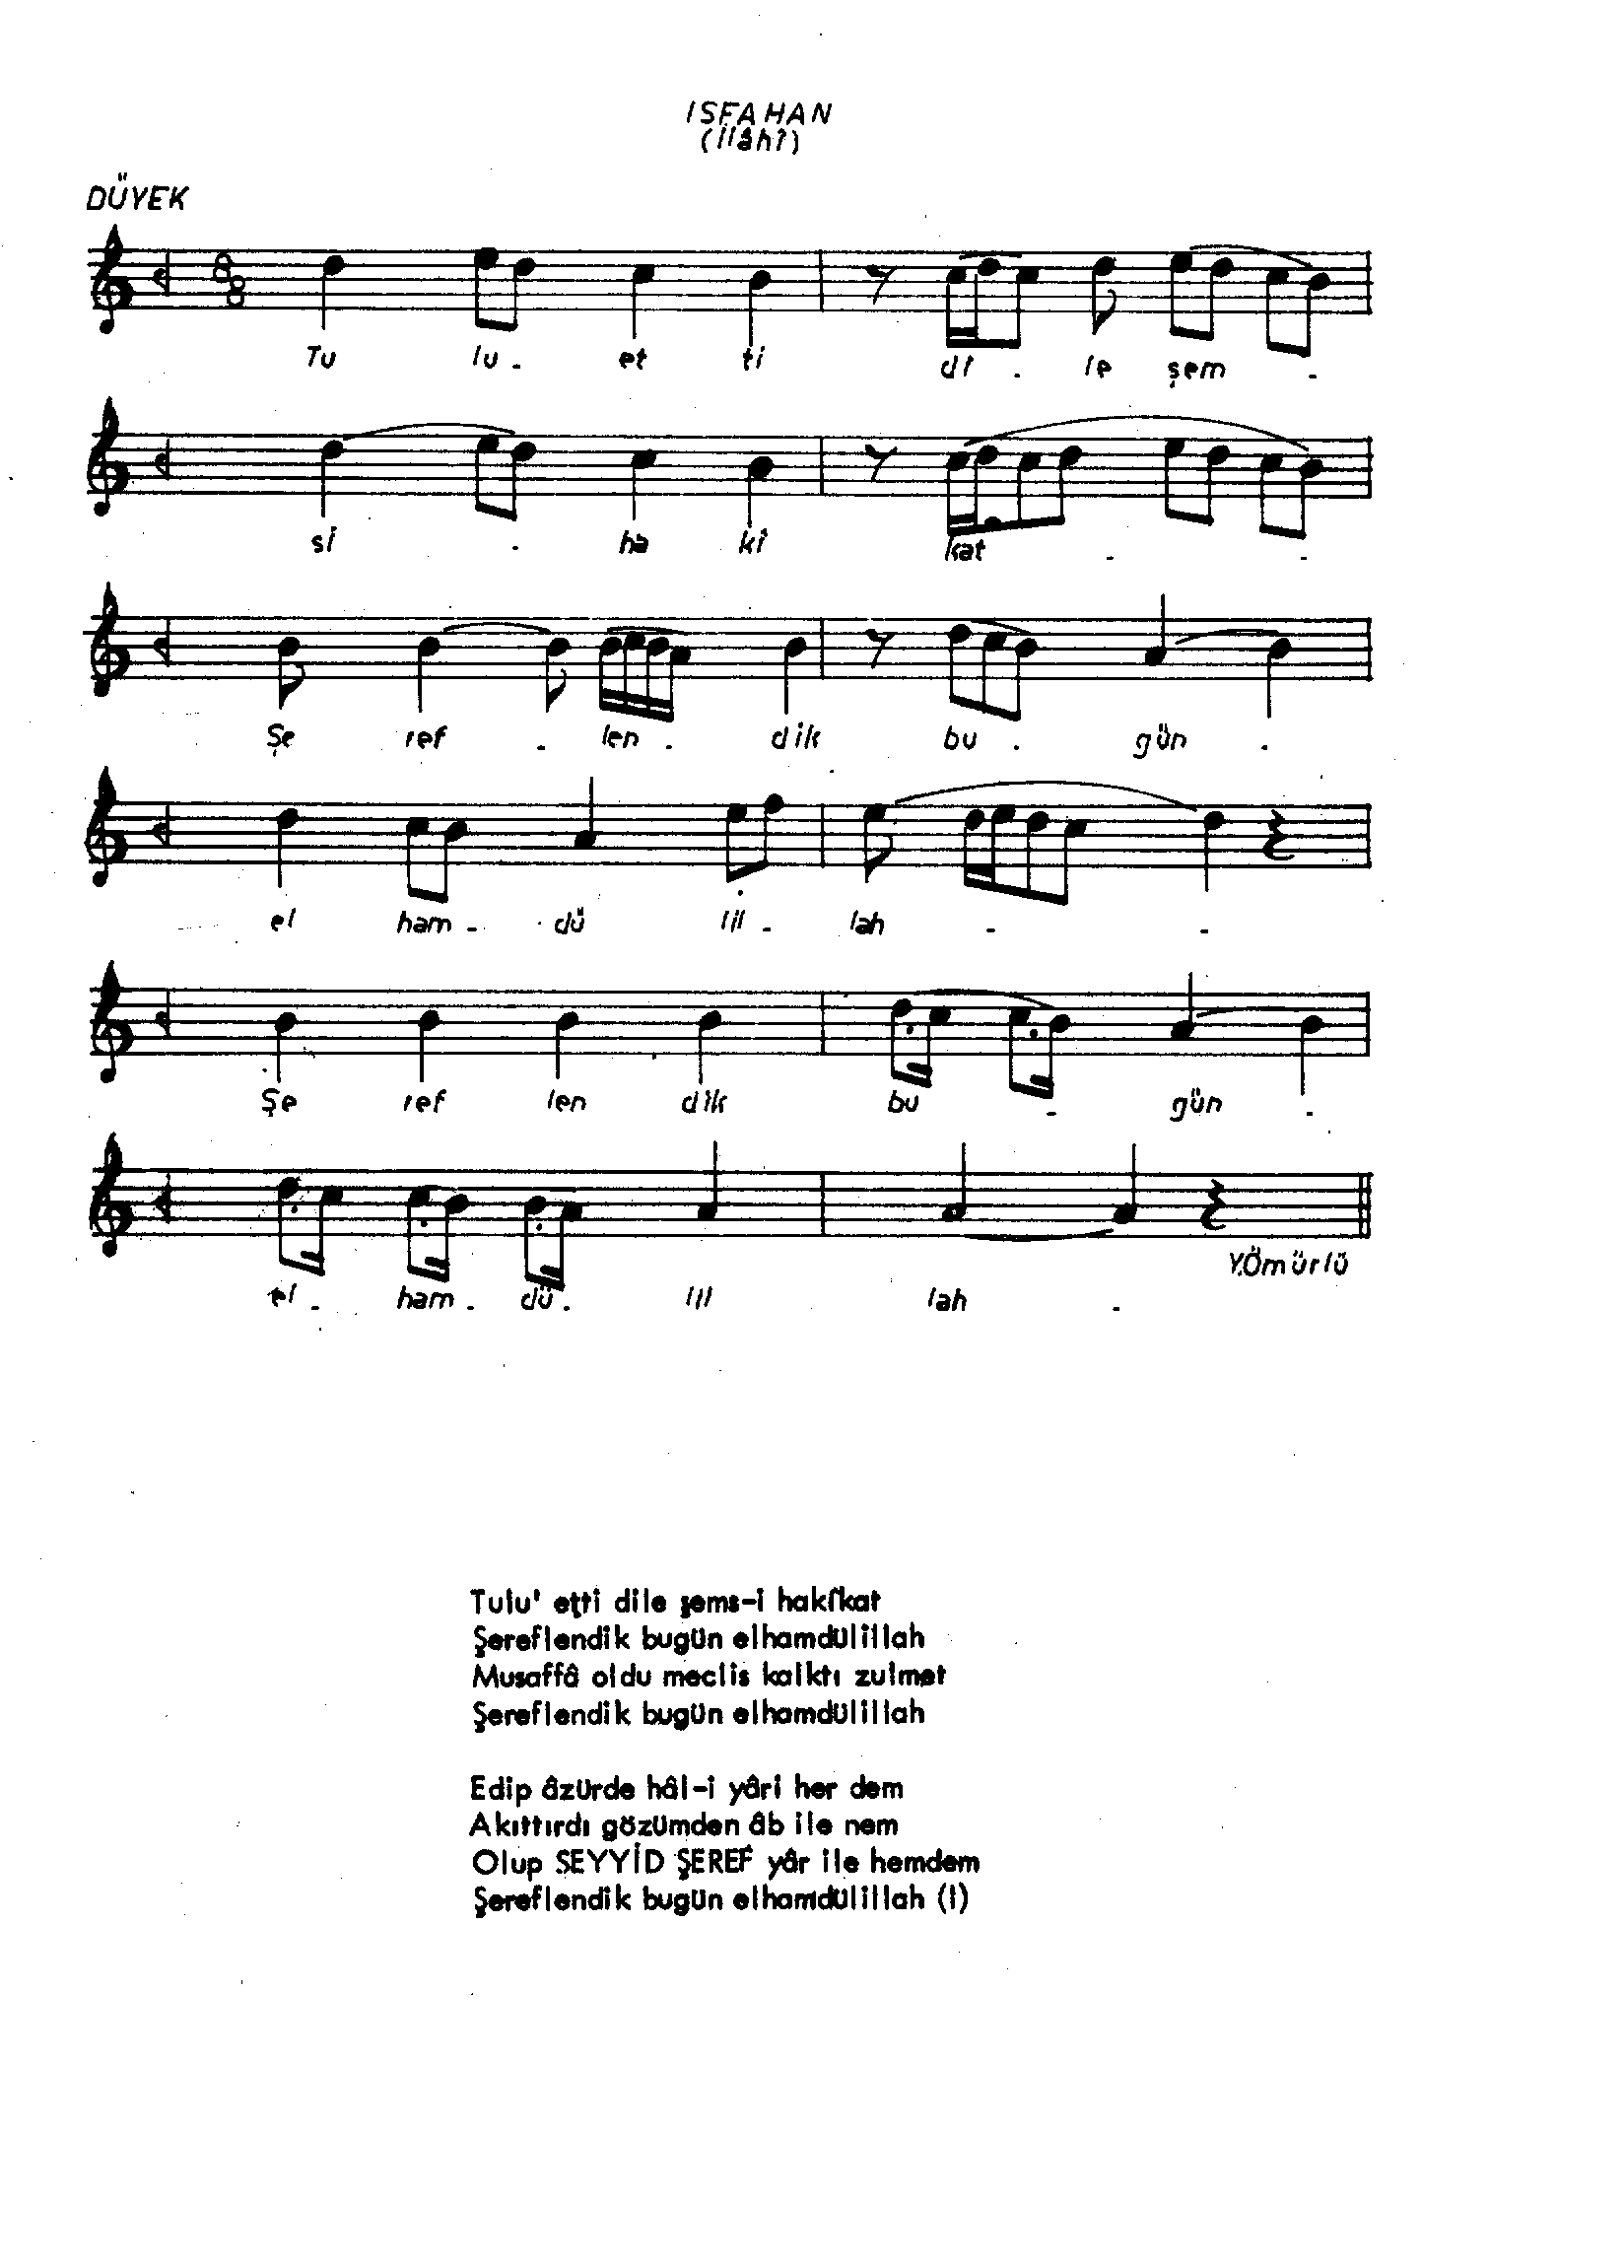 ISFAHAN
(İlâhî)
DÜYEK
8 8
Tu lu - et ti di . le şem -
si . ha kî kat - -
Şe ref . len . dik bu . gün .
el ham - dü lil - lah - -
Şe ref len dik bu - gün .
el . ham . dü . lil lah -
Y.Ömürlü
Tulu' etti dile şems-i hakîkat
Şereflendik bugün elhamdülillah
Musaffâ oldu meclis kalktı zulmet
Şereflendik bugün elhamdülillah
Edip âzürde hâl-i yâri her dem
Akıttırdı gözümden âb ile nem
Olup SEYYİD ŞEREF yâr ile hemdem
Şereflendik bugün elhamdülillah (I)